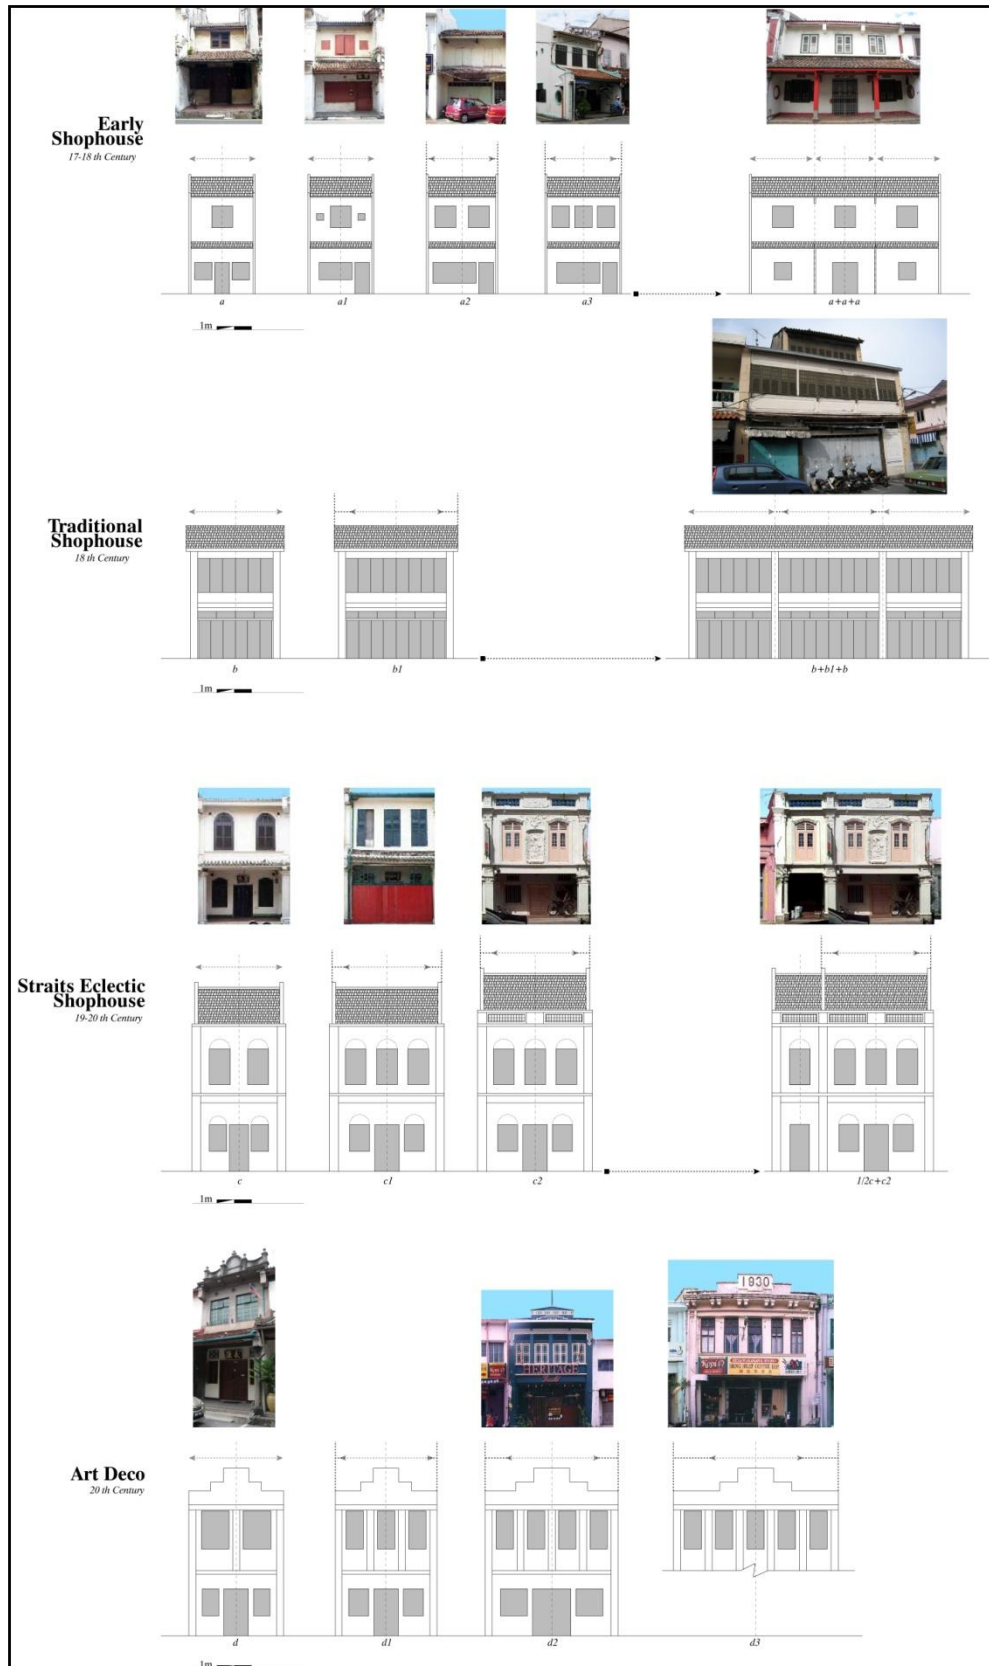 Early
Shophouse
17-18 th Century
a
a1
a2
a3
a+a+a
1m
Traditional
Shophouse
18 th Century
b
b1
b+b1+b
1m
Straits Eclectic
Shophouse
19-20 th Century
c
c1
c2
1/2c+c2
1m
1930
Kopi
HERITAGE
Art Deco
20 th Century
d
d1
d2
d3
1m